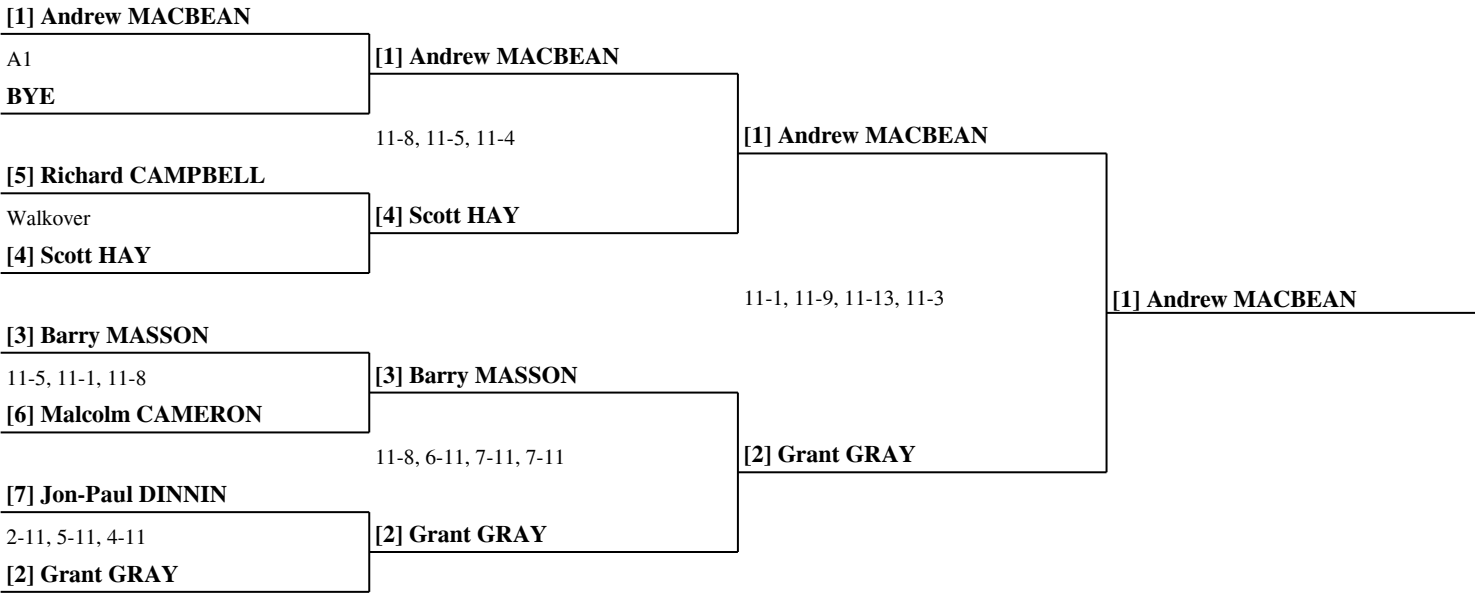 [1] Andrew MACBEAN
A1
BYE
[5] Richard CAMPBELL
Walkover
[4] Scott HAY
[3] Barry MASSON
11-5, 11-1, 11-8
[6] Malcolm CAMERON
[7] Jon-Paul DINNIN
2-11, 5-11, 4-11
[2] Grant GRAY
[1] Andrew MACBEAN
11-8, 11-5, 11-4
[4] Scott HAY
[3] Barry MASSON
11-8, 6-11, 7-11, 7-11
[2] Grant GRAY
[1] Andrew MACBEAN
11-1, 11-9, 11-13, 11-3
[2] Grant GRAY
[1] Andrew MACBEAN